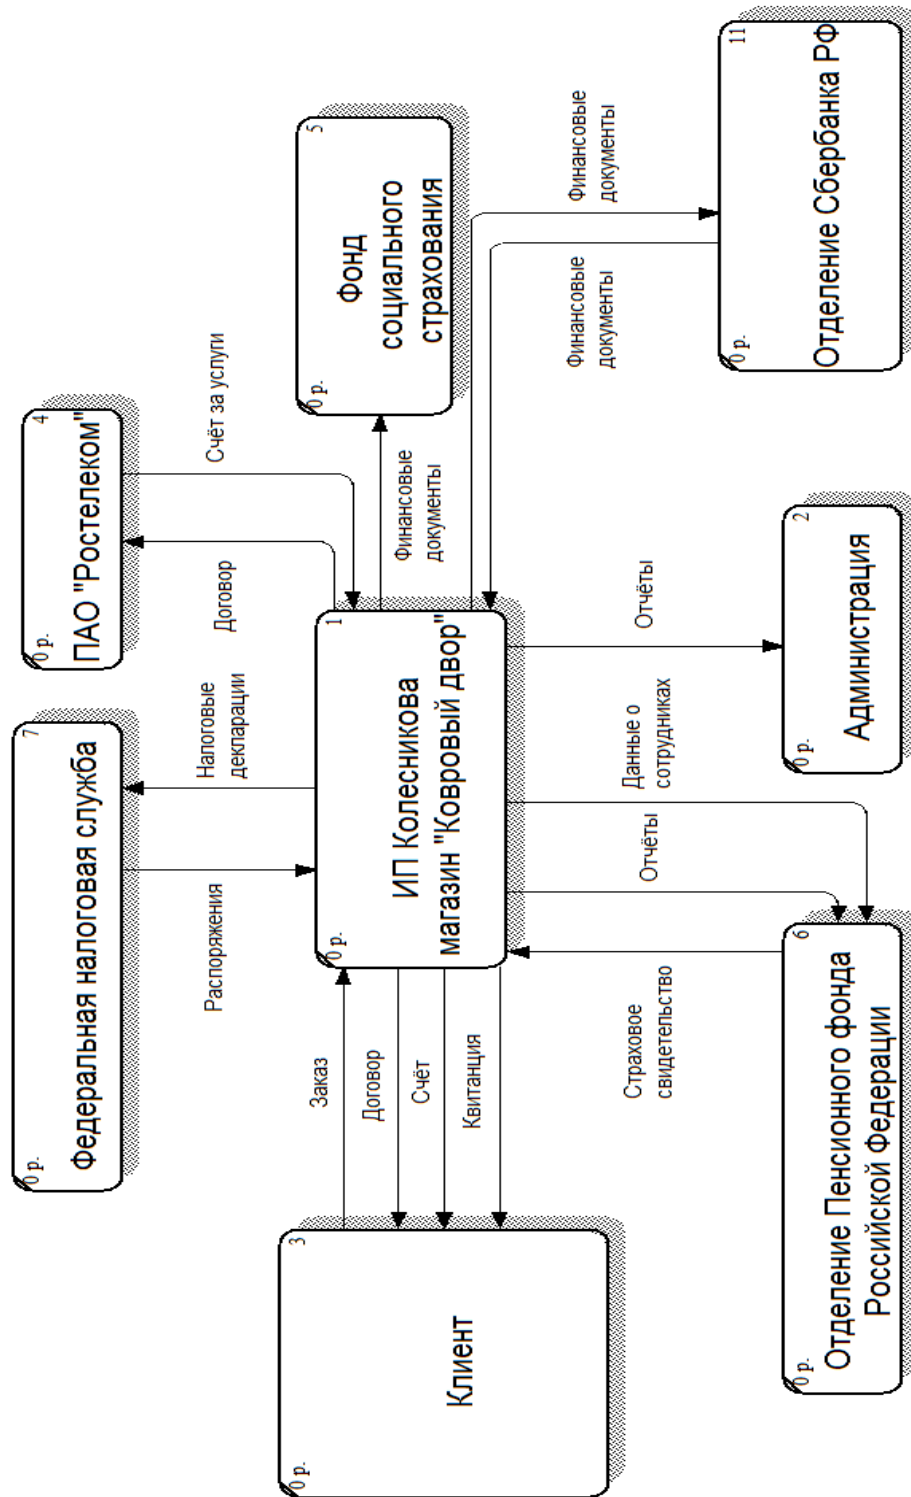 7
Федеральная налоговая служба
0 р.
4
ПАО "Ростелеком"
0 р.
Распоряжения
Налоговые
декларации
Договор
Счёт за услуги
3
Клиент
0 р.
Заказ
Договор
Счёт
Квитанция
1
ИП Колесникова
магазин "Ковровый двор"
0 р.
Финансовые
документы
5
Фонд
социального
страхования
0 р.
Страховое
свидетельство
Отчёты
Данные о
сотрудниках
Отчёты
Финансовые
документы
Финансовые
документы
6
Отделение Пенсионного фонда
Российской Федерации
0 р.
2
Администрация
0 р.
11
Отделение Сбербанка РФ
0 р.